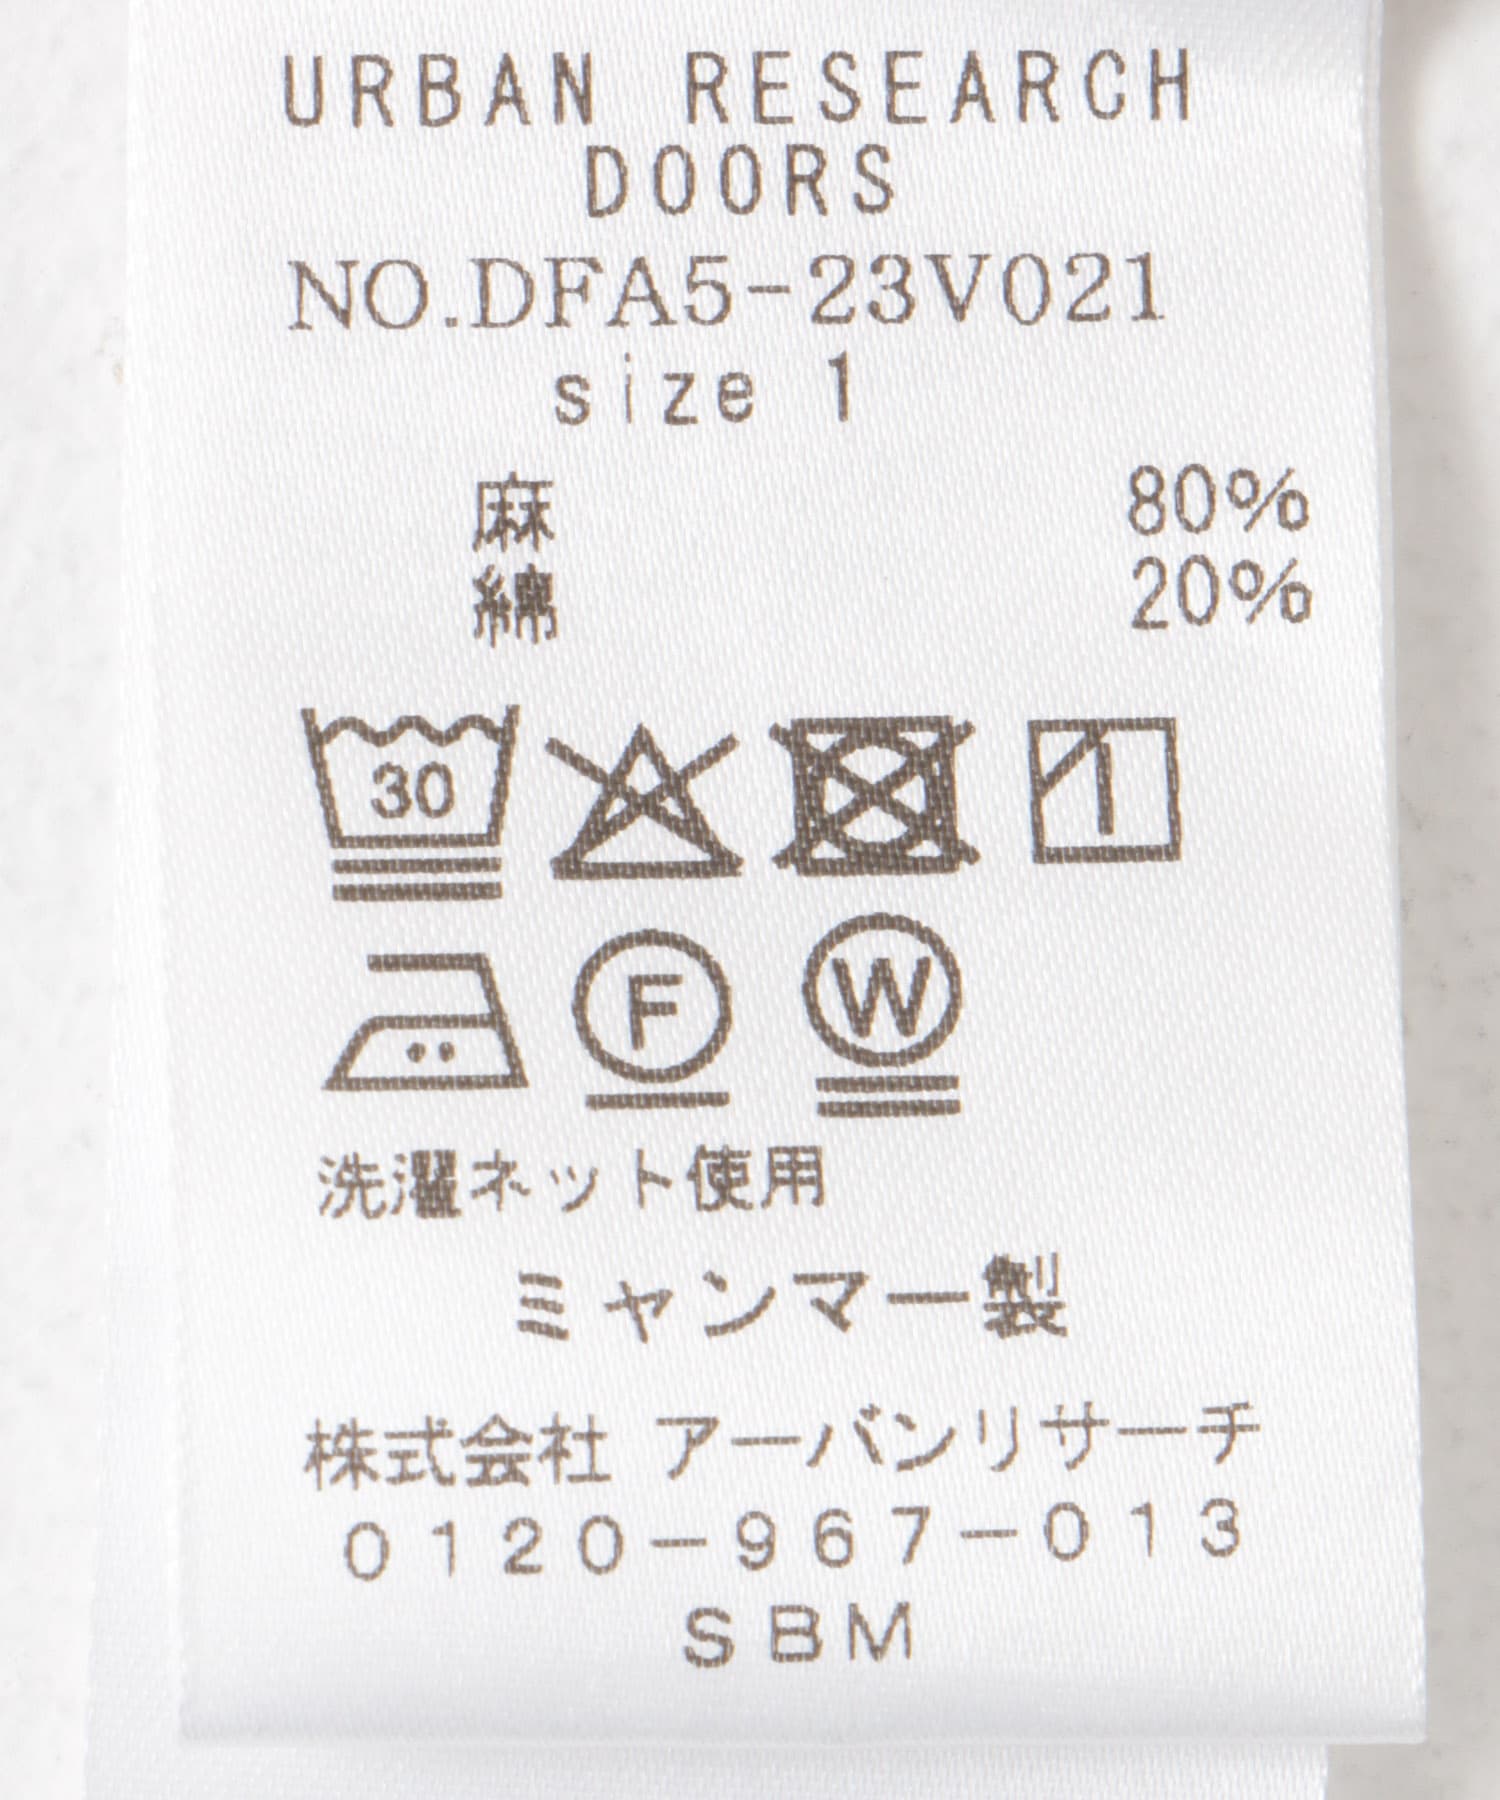 URBAN RESEARCH
DOORS
NO.DFA5-23V021
size 1
麻 80%
綿 20%
30
F W
洗濯ネット使用
ミャンマー製
株式会社 アーバンリサーチ
0120-967-013
SBM